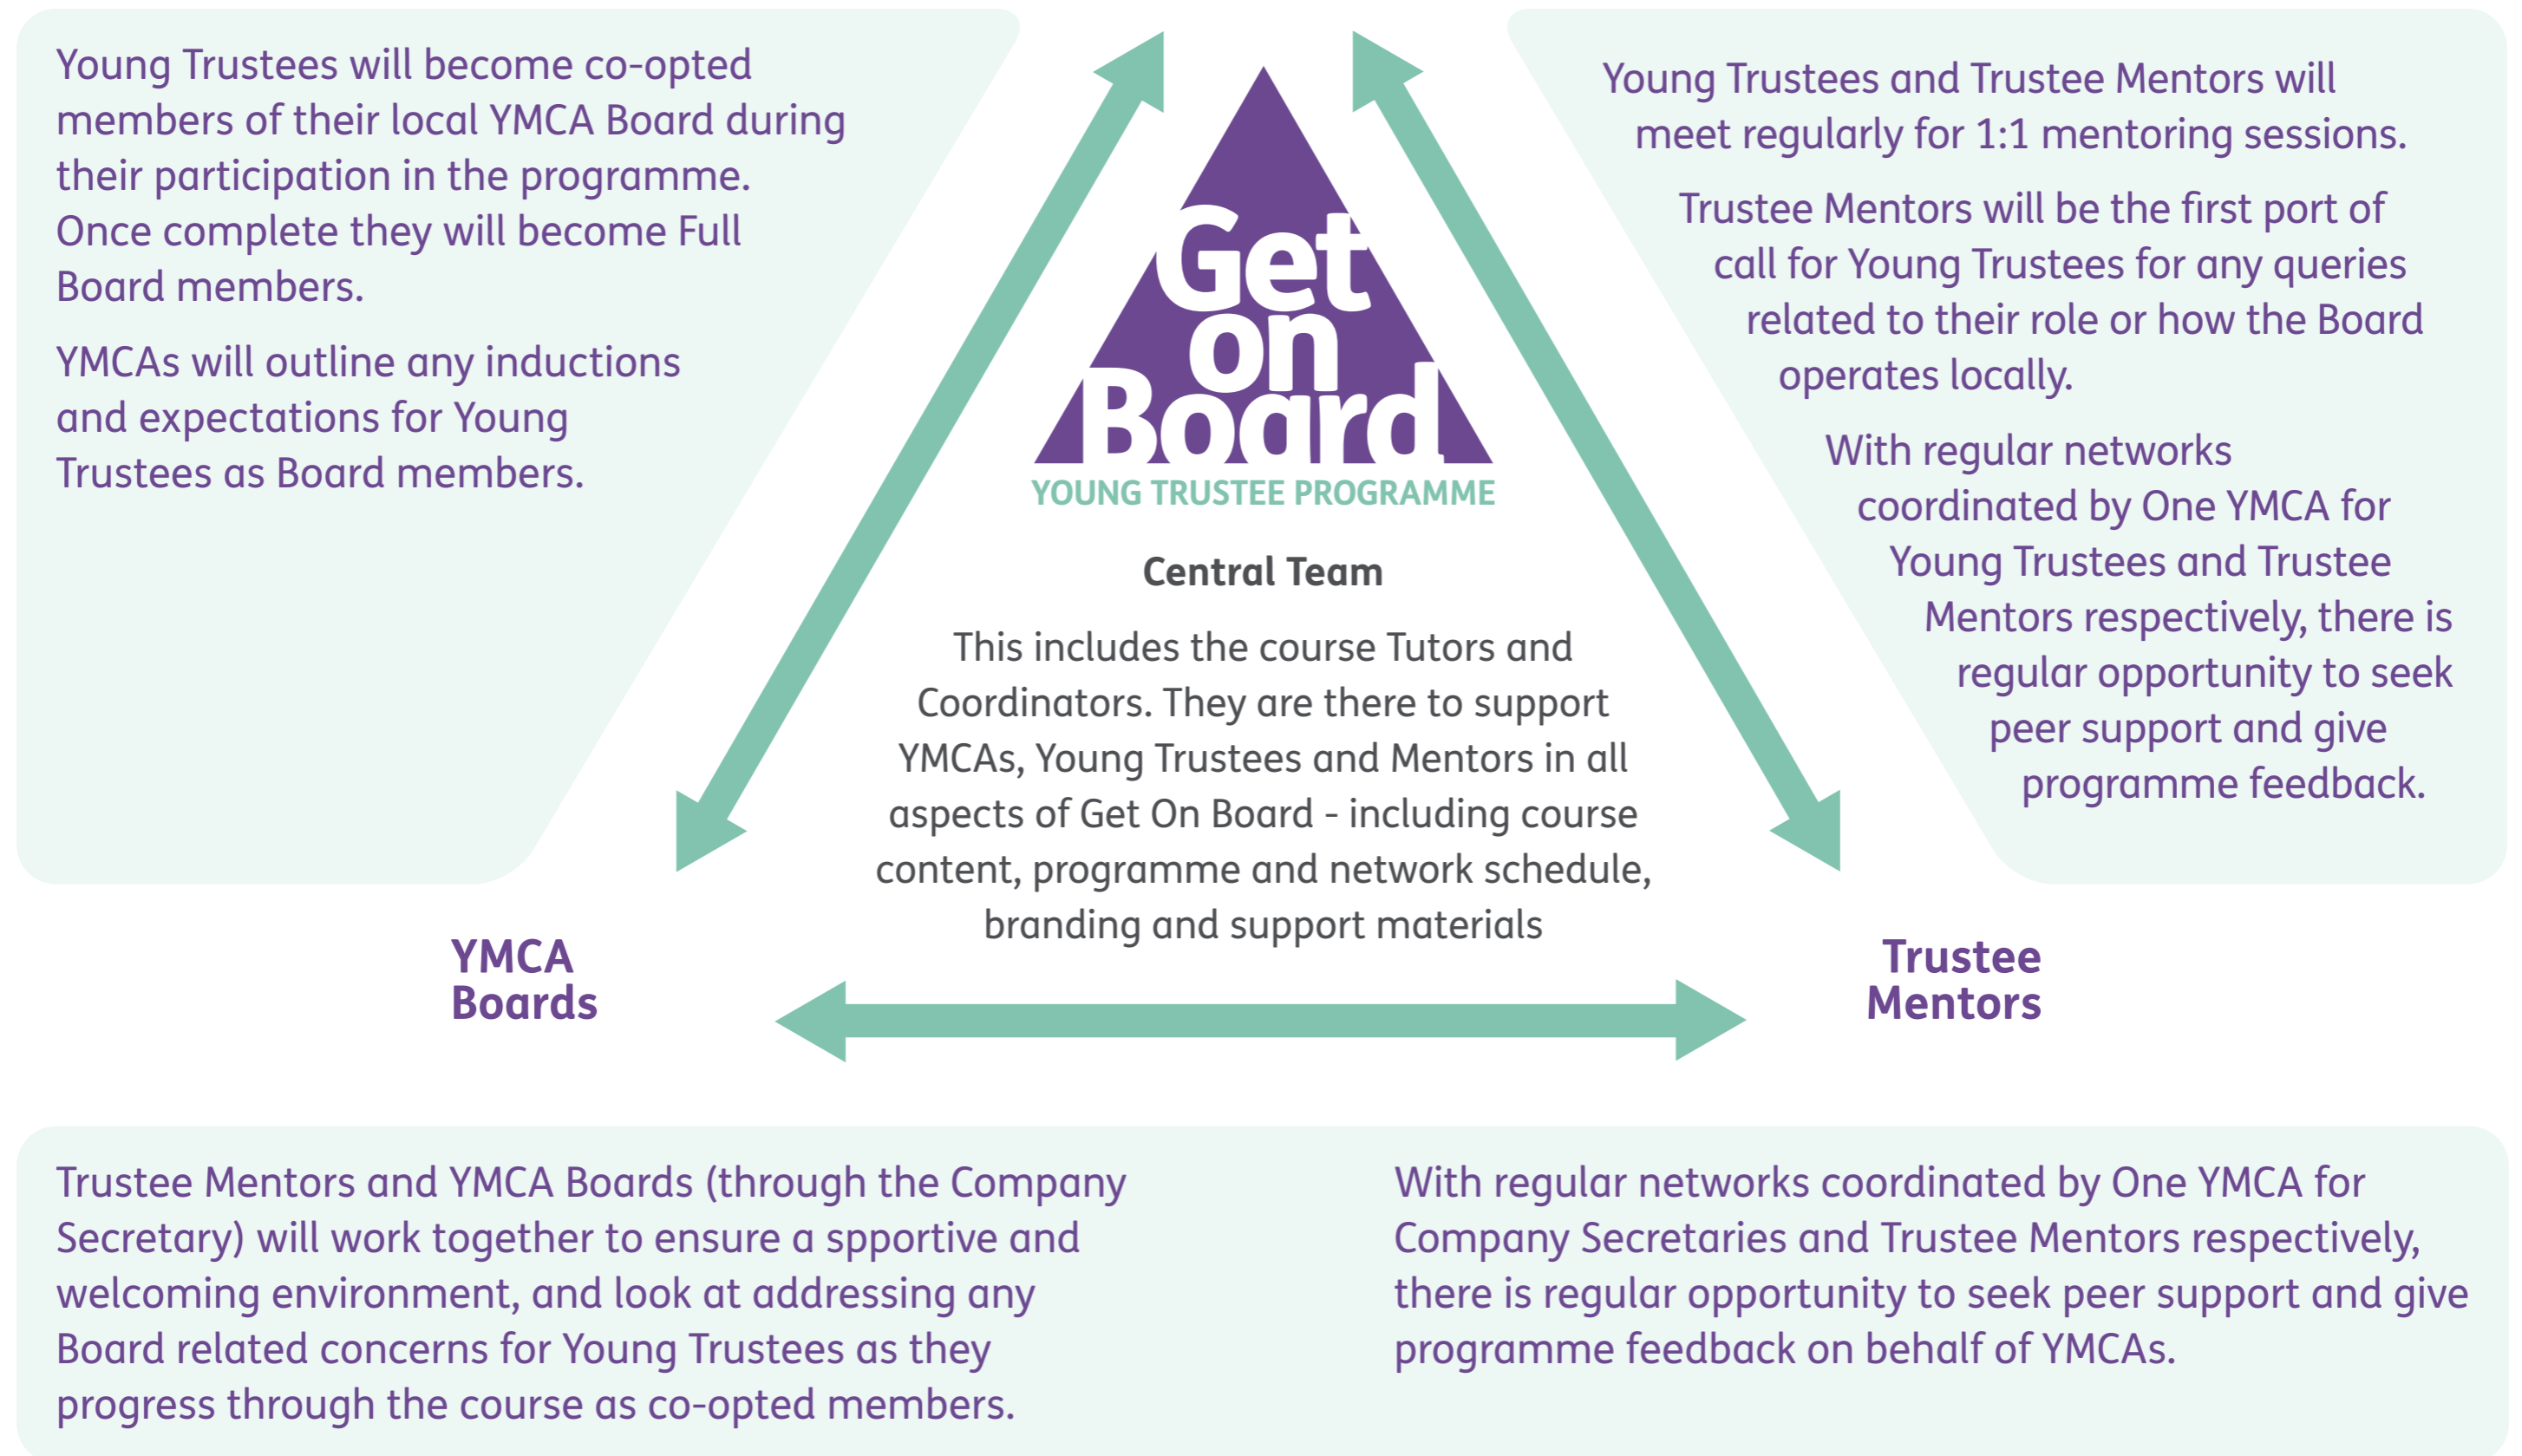 Young Trustees will become co-opted
members of their local YMCA Board during
their participation in the programme.
Once complete they will become Full
Board members.
YMCAs will outline any inductions
and expectations for Young
Trustees as Board members.
Get
on
Board
YOUNG TRUSTEE PROGRAMME
Central Team
This includes the course Tutors and
Coordinators. They are there to support
YMCAs, Young Trustees and Mentors in all
aspects of Get On Board - including course
content, programme and network schedule,
branding and support materials
Young Trustees and Trustee Mentors will
meet regularly for 1:1 mentoring sessions.
Trustee Mentors will be the first port of
call for Young Trustees for any queries
related to their role or how the Board
operates locally.
With regular networks
coordinated by One YMCA for
Young Trustees and Trustee
Mentors respectively, there is
regular opportunity to seek
peer support and give
programme feedback.
YMCA
Boards
Trustee
Mentors
Trustee Mentors and YMCA Boards (through the Company
Secretary) will work together to ensure a spportive and
welcoming environment, and look at addressing any
Board related concerns for Young Trustees as they
progress through the course as co-opted members.
With regular networks coordinated by One YMCA for
Company Secretaries and Trustee Mentors respectively,
there is regular opportunity to seek peer support and give
programme feedback on behalf of YMCAs.